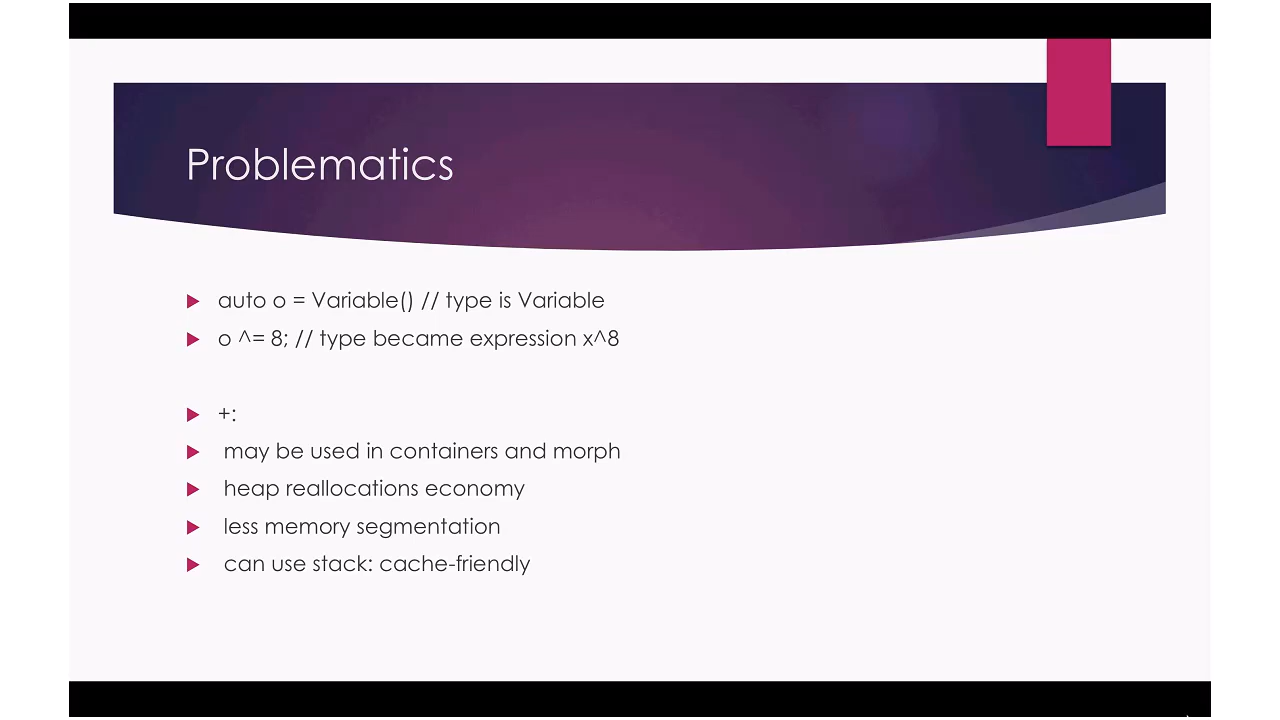 Problematics
auto o = Variable() // type is Variable
o ^= 8; // type became expression x^8
+:
may be used in containers and morph
heap reallocations economy
less memory segmentation
can use stack: cache-friendly